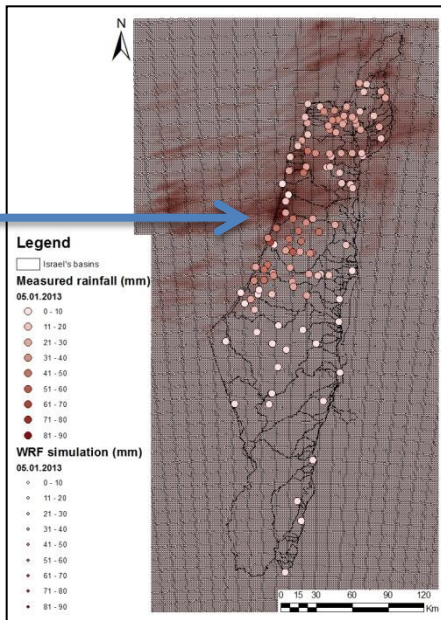 N
Legend
Israel's basins
Measured rainfall (mm)
05.01.2013
0 - 10
11 - 20
21 - 30
31 - 40
41 - 50
51 - 60
61 - 70
71 - 80
81 - 90
WRF simulation (mm)
05.01.2013
0 - 10
11 - 20
21 - 30
31 - 40
41 - 50
51 - 60
61 - 70
71 - 80
81 - 90
0 15 30 60 90 120
Km